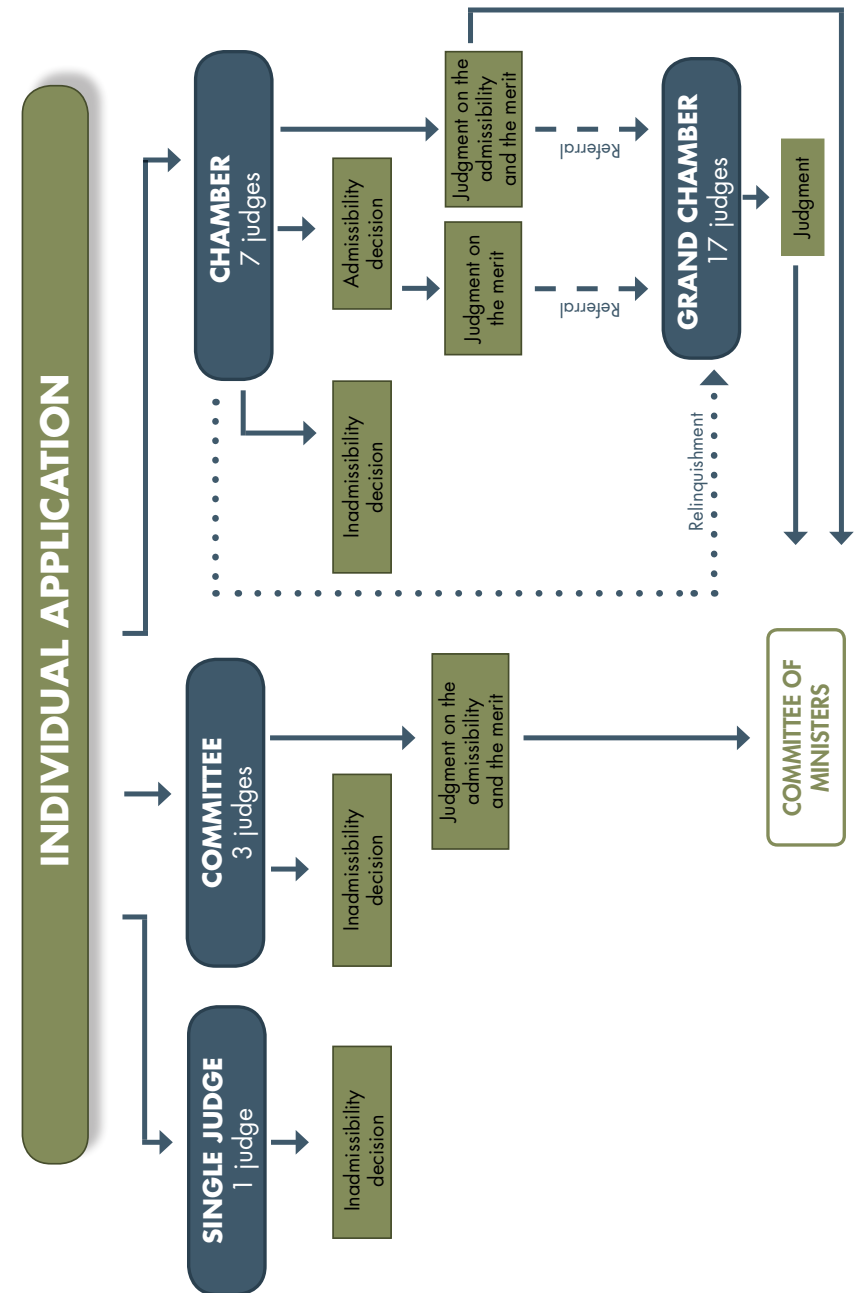 INDIVIDUAL APPLICATION
SINGLE JUDGE
1 judge
COMMITTEE
3 judges
CHAMBER
7 judges
Inadmissibility
decision
Inadmissibility
decision
Inadmissibility
decision
Admissibility
decision
Judgment on the
admissibility
and the merit
Judgment on
the merit
Judgment on the
admissibility
and the merit
Referral
Referral
Relinquishment
GRAND CHAMBER
17 judges
Judgment
COMMITTEE OF
MINISTERS